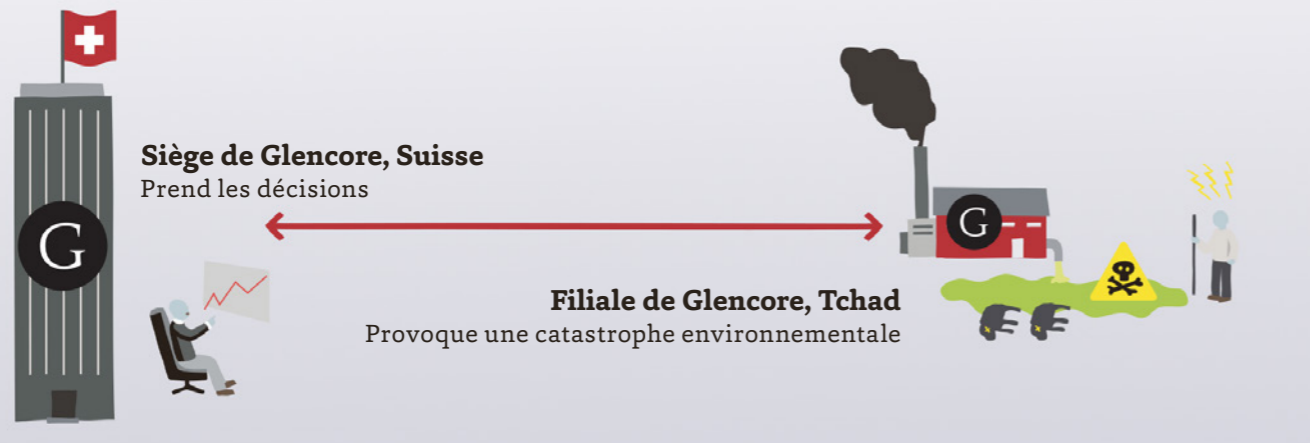 Siège de Glencore, Suisse
Prend les décisions
G
G
Filiale de Glencore, Tchad
Provoque une catastrophe environnementale